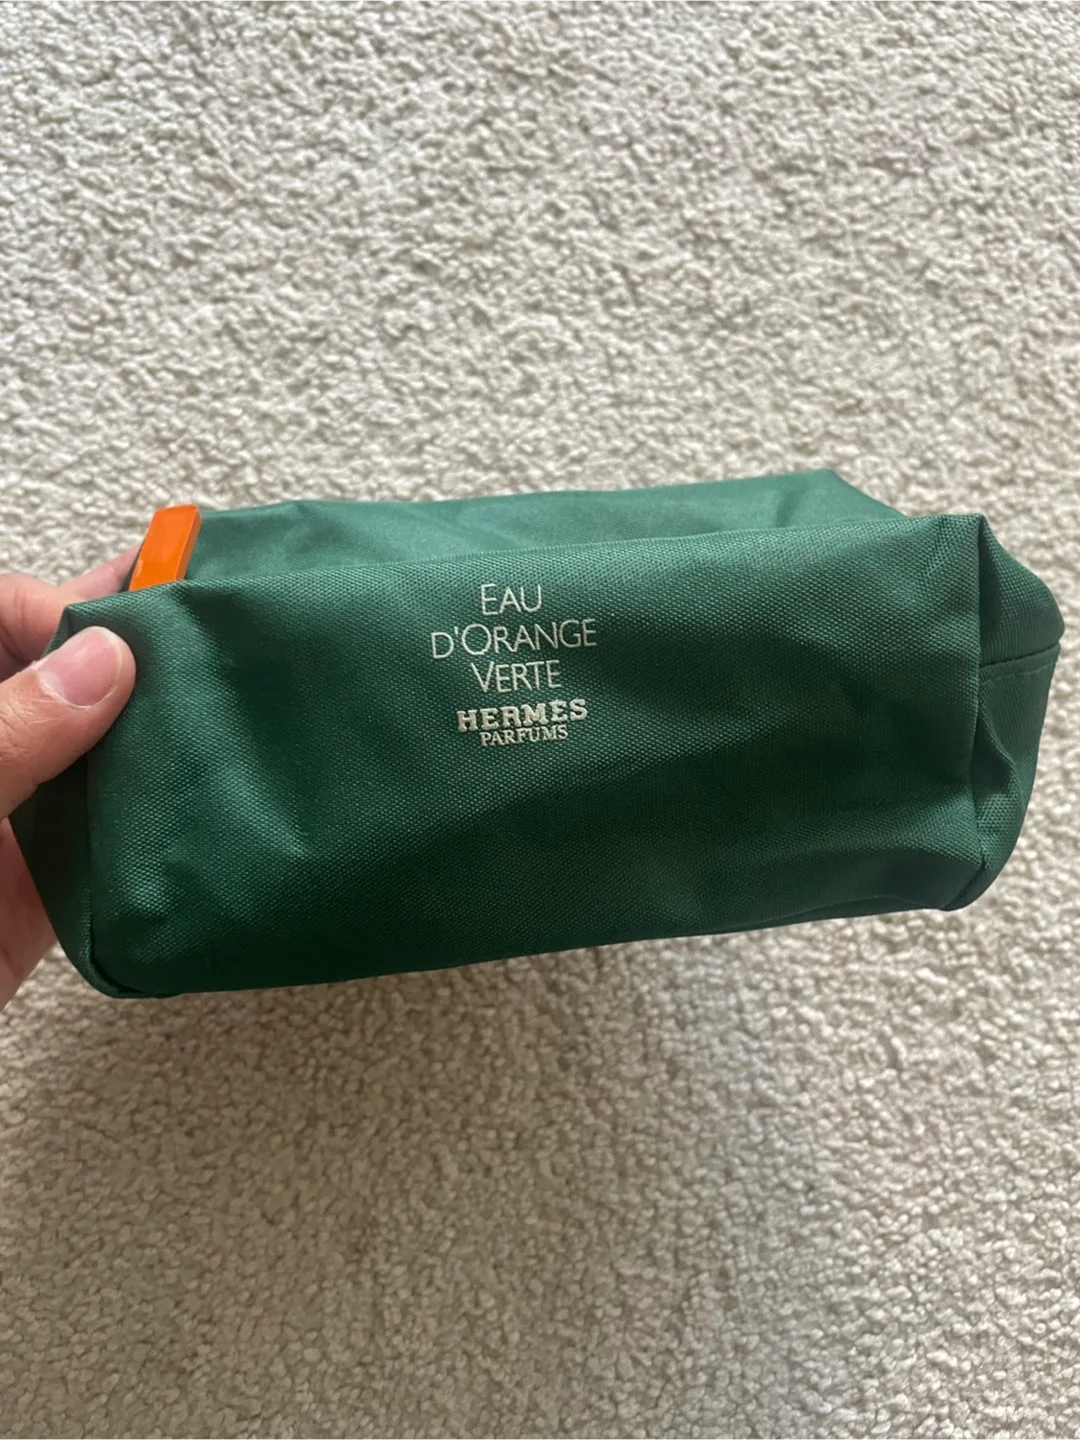 EAU
D'ORANGE
VERTE
HERMES
PARFUMS